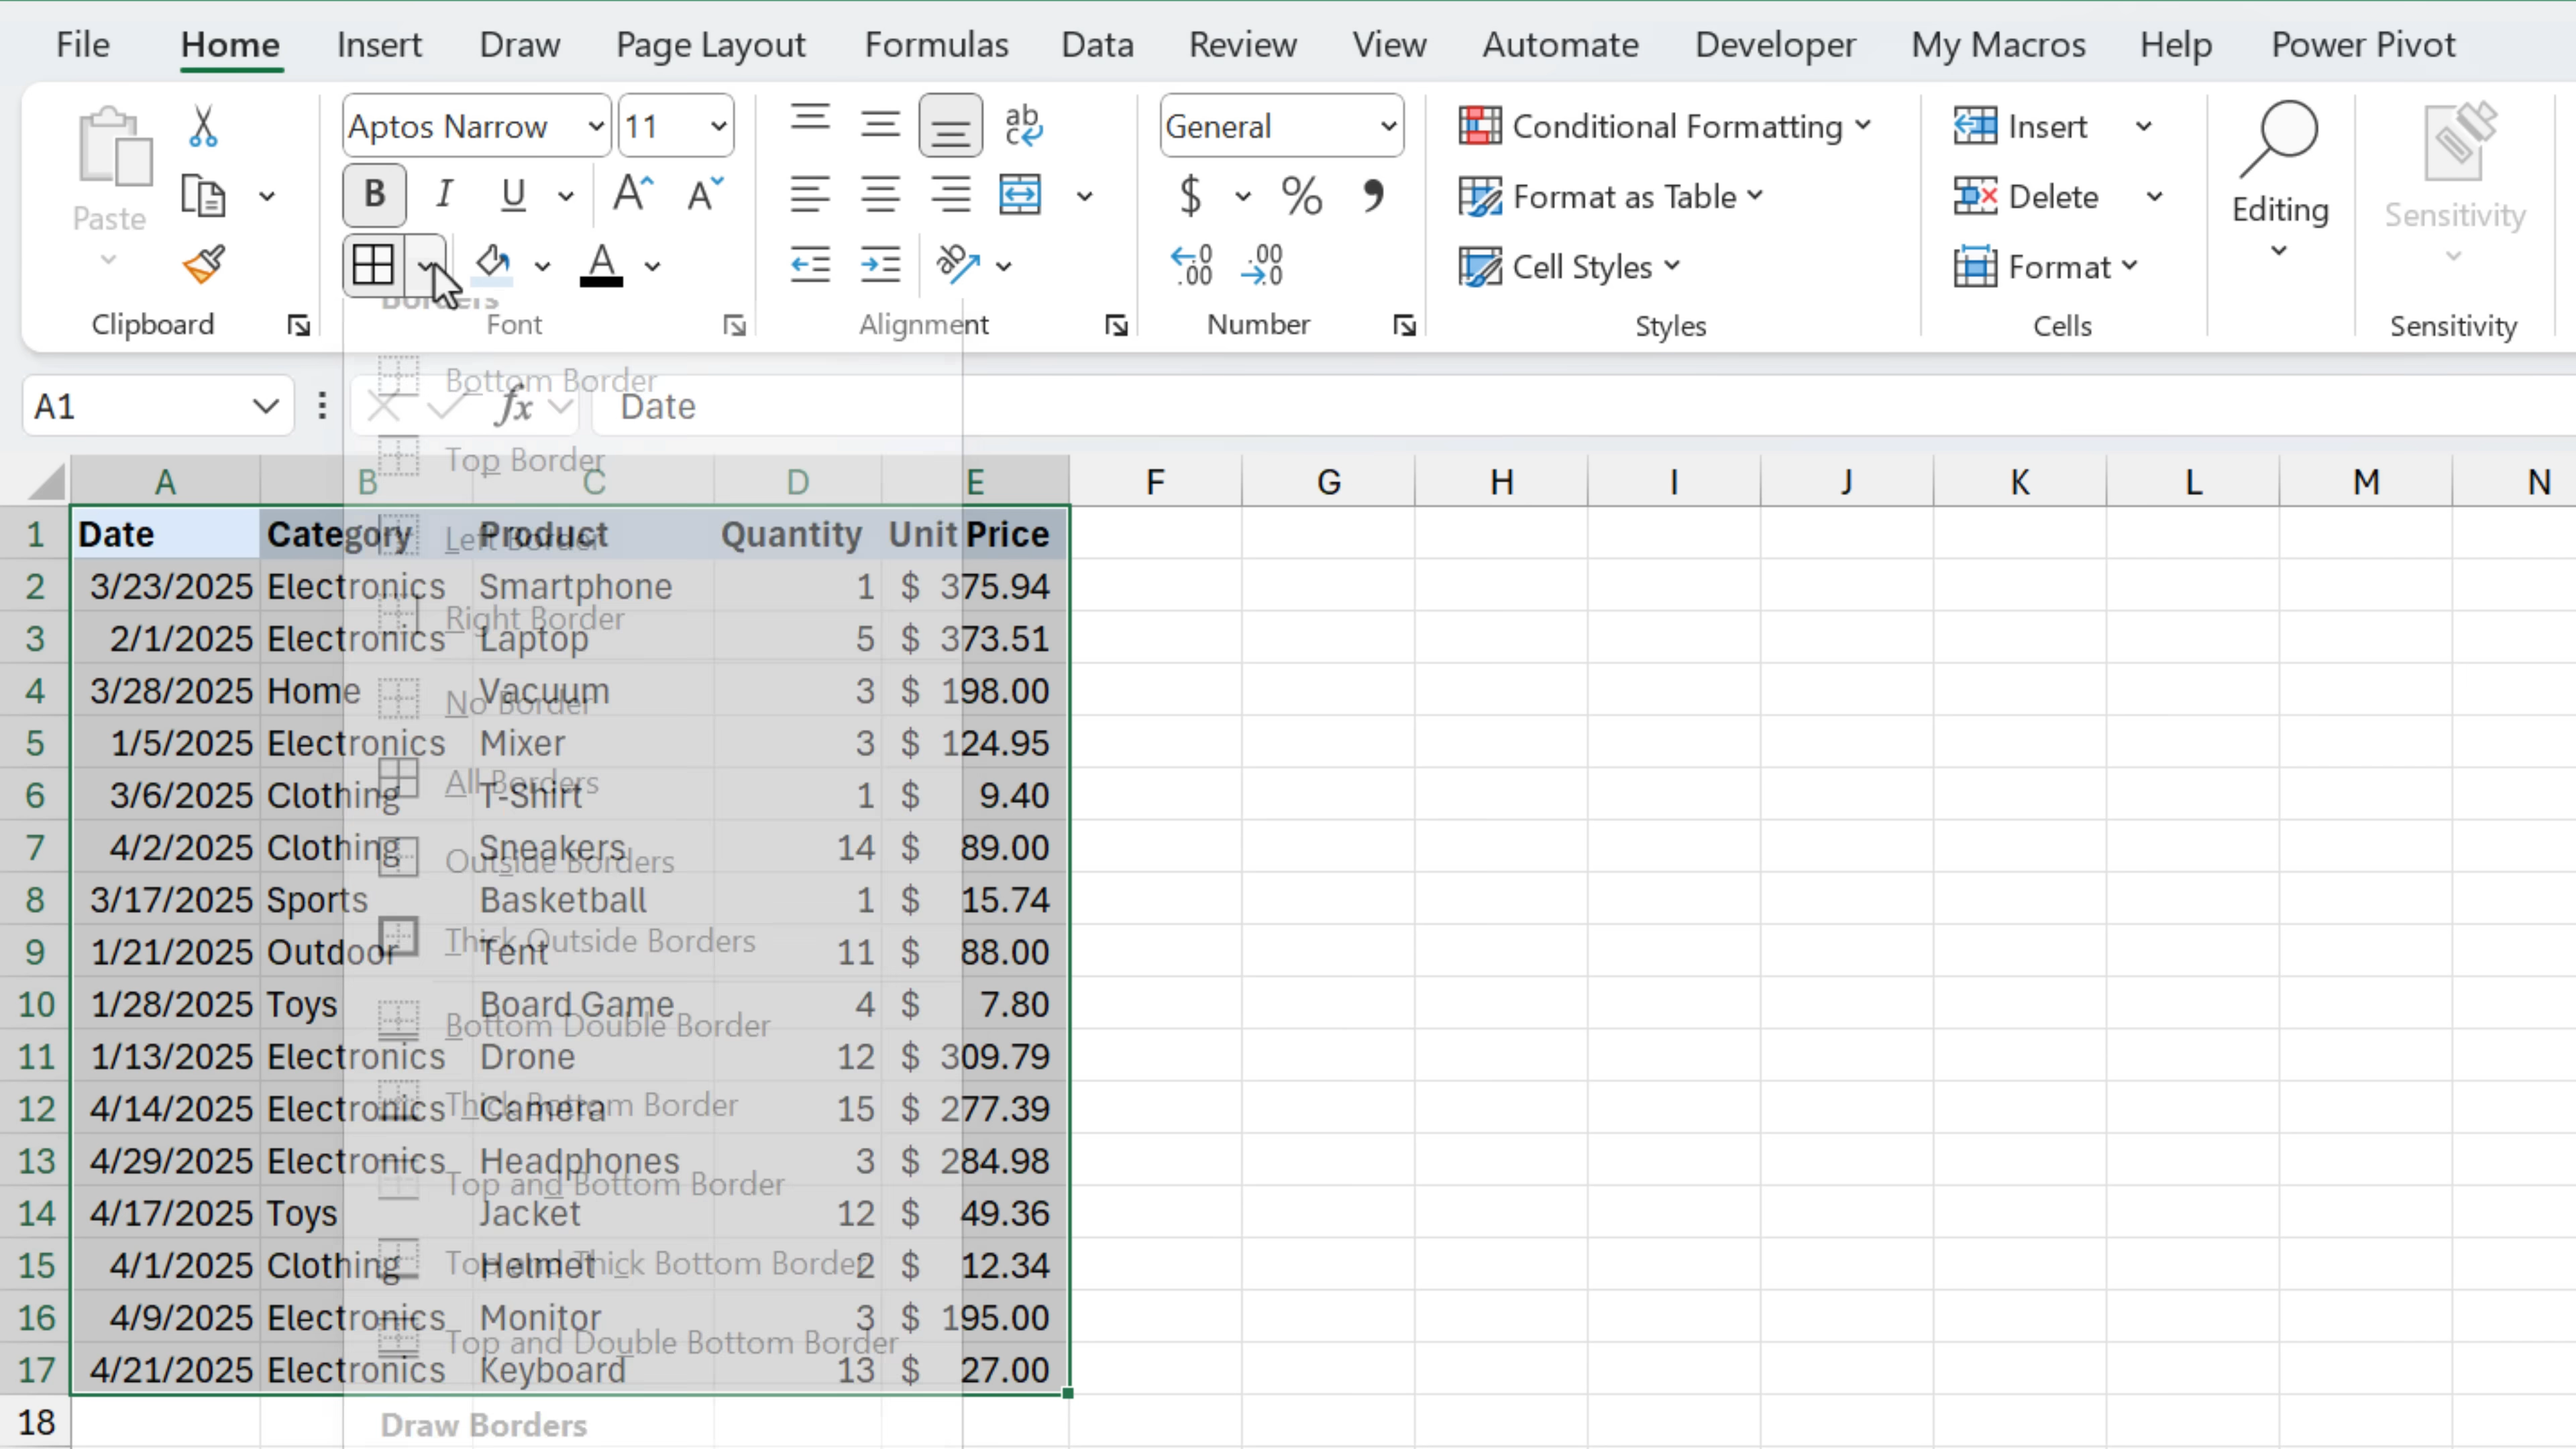 File Home Insert Draw Page Layout Formulas Data Review View Automate Developer My Macros Help Power Pivot
Paste
Clipboard
Aptos Narrow 11
B I U A A
A
Font
ab
c
ab
Alignment
General
$ % ,
.00 .00
Number
Conditional Formatting
Format as Table
Cell Styles
Styles
Insert
Delete
Format
Cells
Editing
Sensitivity
Sensitivity
A1 fx Date
A B C D E F G H I J K L M N
1 Date Category Product Quantity Unit Price
2 3/23/2025 Electronics Smartphone 1 $ 375.94
3 2/1/2025 Electronics Laptop 5 $ 373.51
4 3/28/2025 Home Vacuum 3 $ 198.00
5 1/5/2025 Electronics Mixer 3 $ 124.95
6 3/6/2025 Clothing T-Shirt 1 $ 9.40
7 4/2/2025 Clothing Sneakers 14 $ 89.00
8 3/17/2025 Sports Basketball 1 $ 15.74
9 1/21/2025 Outdoor Tent 11 $ 88.00
10 1/28/2025 Toys Board Game 4 $ 7.80
11 1/13/2025 Electronics Drone 12 $ 309.79
12 4/14/2025 Electronics Camera 15 $ 277.39
13 4/29/2025 Electronics Headphones 3 $ 284.98
14 4/17/2025 Toys Jacket 12 $ 49.36
15 4/1/2025 Clothing Helmet 2 $ 12.34
16 4/9/2025 Electronics Monitor 3 $ 195.00
17 4/21/2025 Electronics Keyboard 13 $ 27.00
18
Borders
Bottom Border
Top Border
Left Border
Right Border
No Border
All Borders
Outside Borders
Thick Outside Borders
Bottom Double Border
Thick Bottom Border
Top and Bottom Border
Top and Thick Bottom Border
Top and Double Bottom Border
Draw Borders